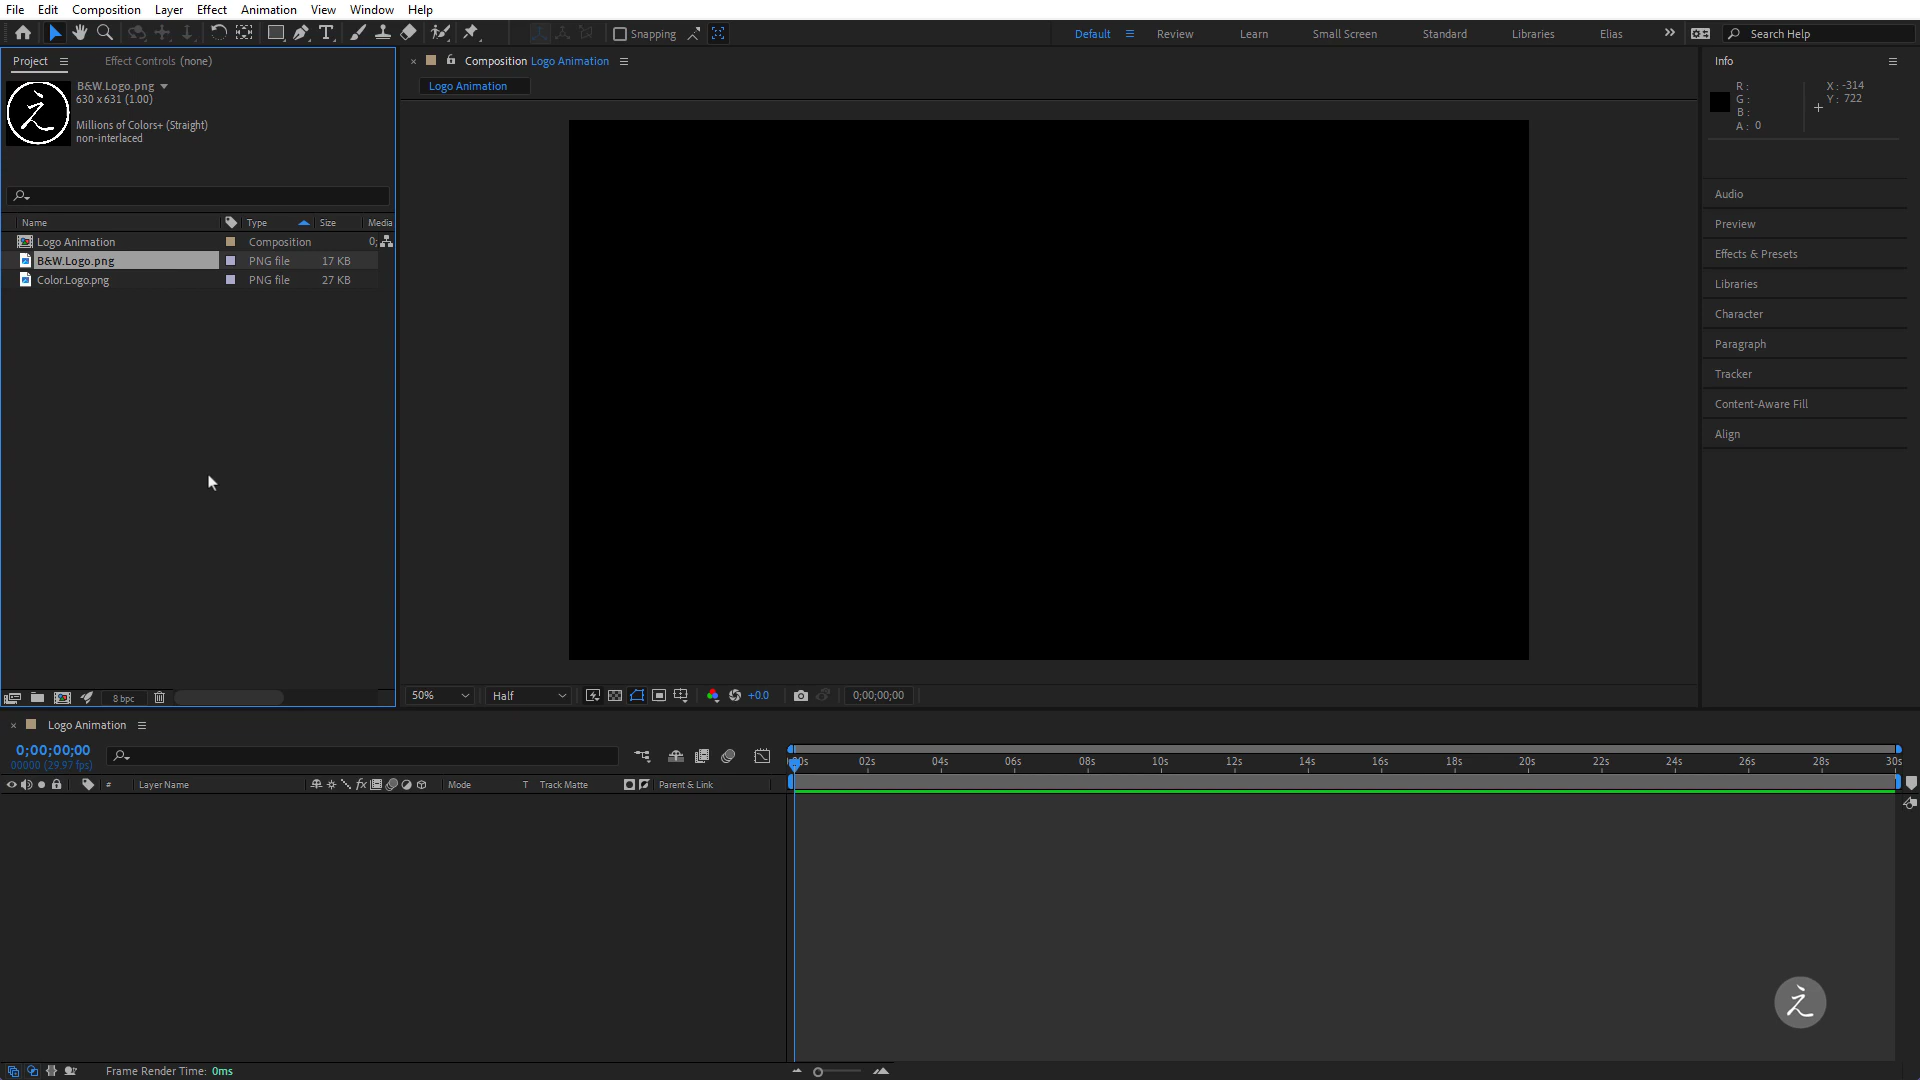 File Edit Composition Layer Effect Animation View Window Help
Snapping
Default Review Learn Small Screen Standard Libraries Elias » Search Help
Project Effect Controls (none)
B&W.Logo.png
630 x 631 (1.00)
Millions of Colors+ (Straight)
non-interlaced
Name Type Size Media
Logo Animation Composition 0;
B&W.Logo.png PNG file 17 KB
Color.Logo.png PNG file 27 KB
8 bpc
× Composition Logo Animation
Logo Animation
50% Half +0.0 0;00;00;00
Info
R : X : -314
G : Y : 722
B :
A : 0
Audio
Preview
Effects & Presets
Libraries
Character
Paragraph
Tracker
Content-Aware Fill
Align
× Logo Animation
0;00;00;00
00000 (29.97 fps)
# Layer Name fx Mode T Track Matte Parent & Link
02s 04s 06s 08s 10s 12s 14s 16s 18s 20s 22s 24s 26s 28s 30s
Frame Render Time: 0ms